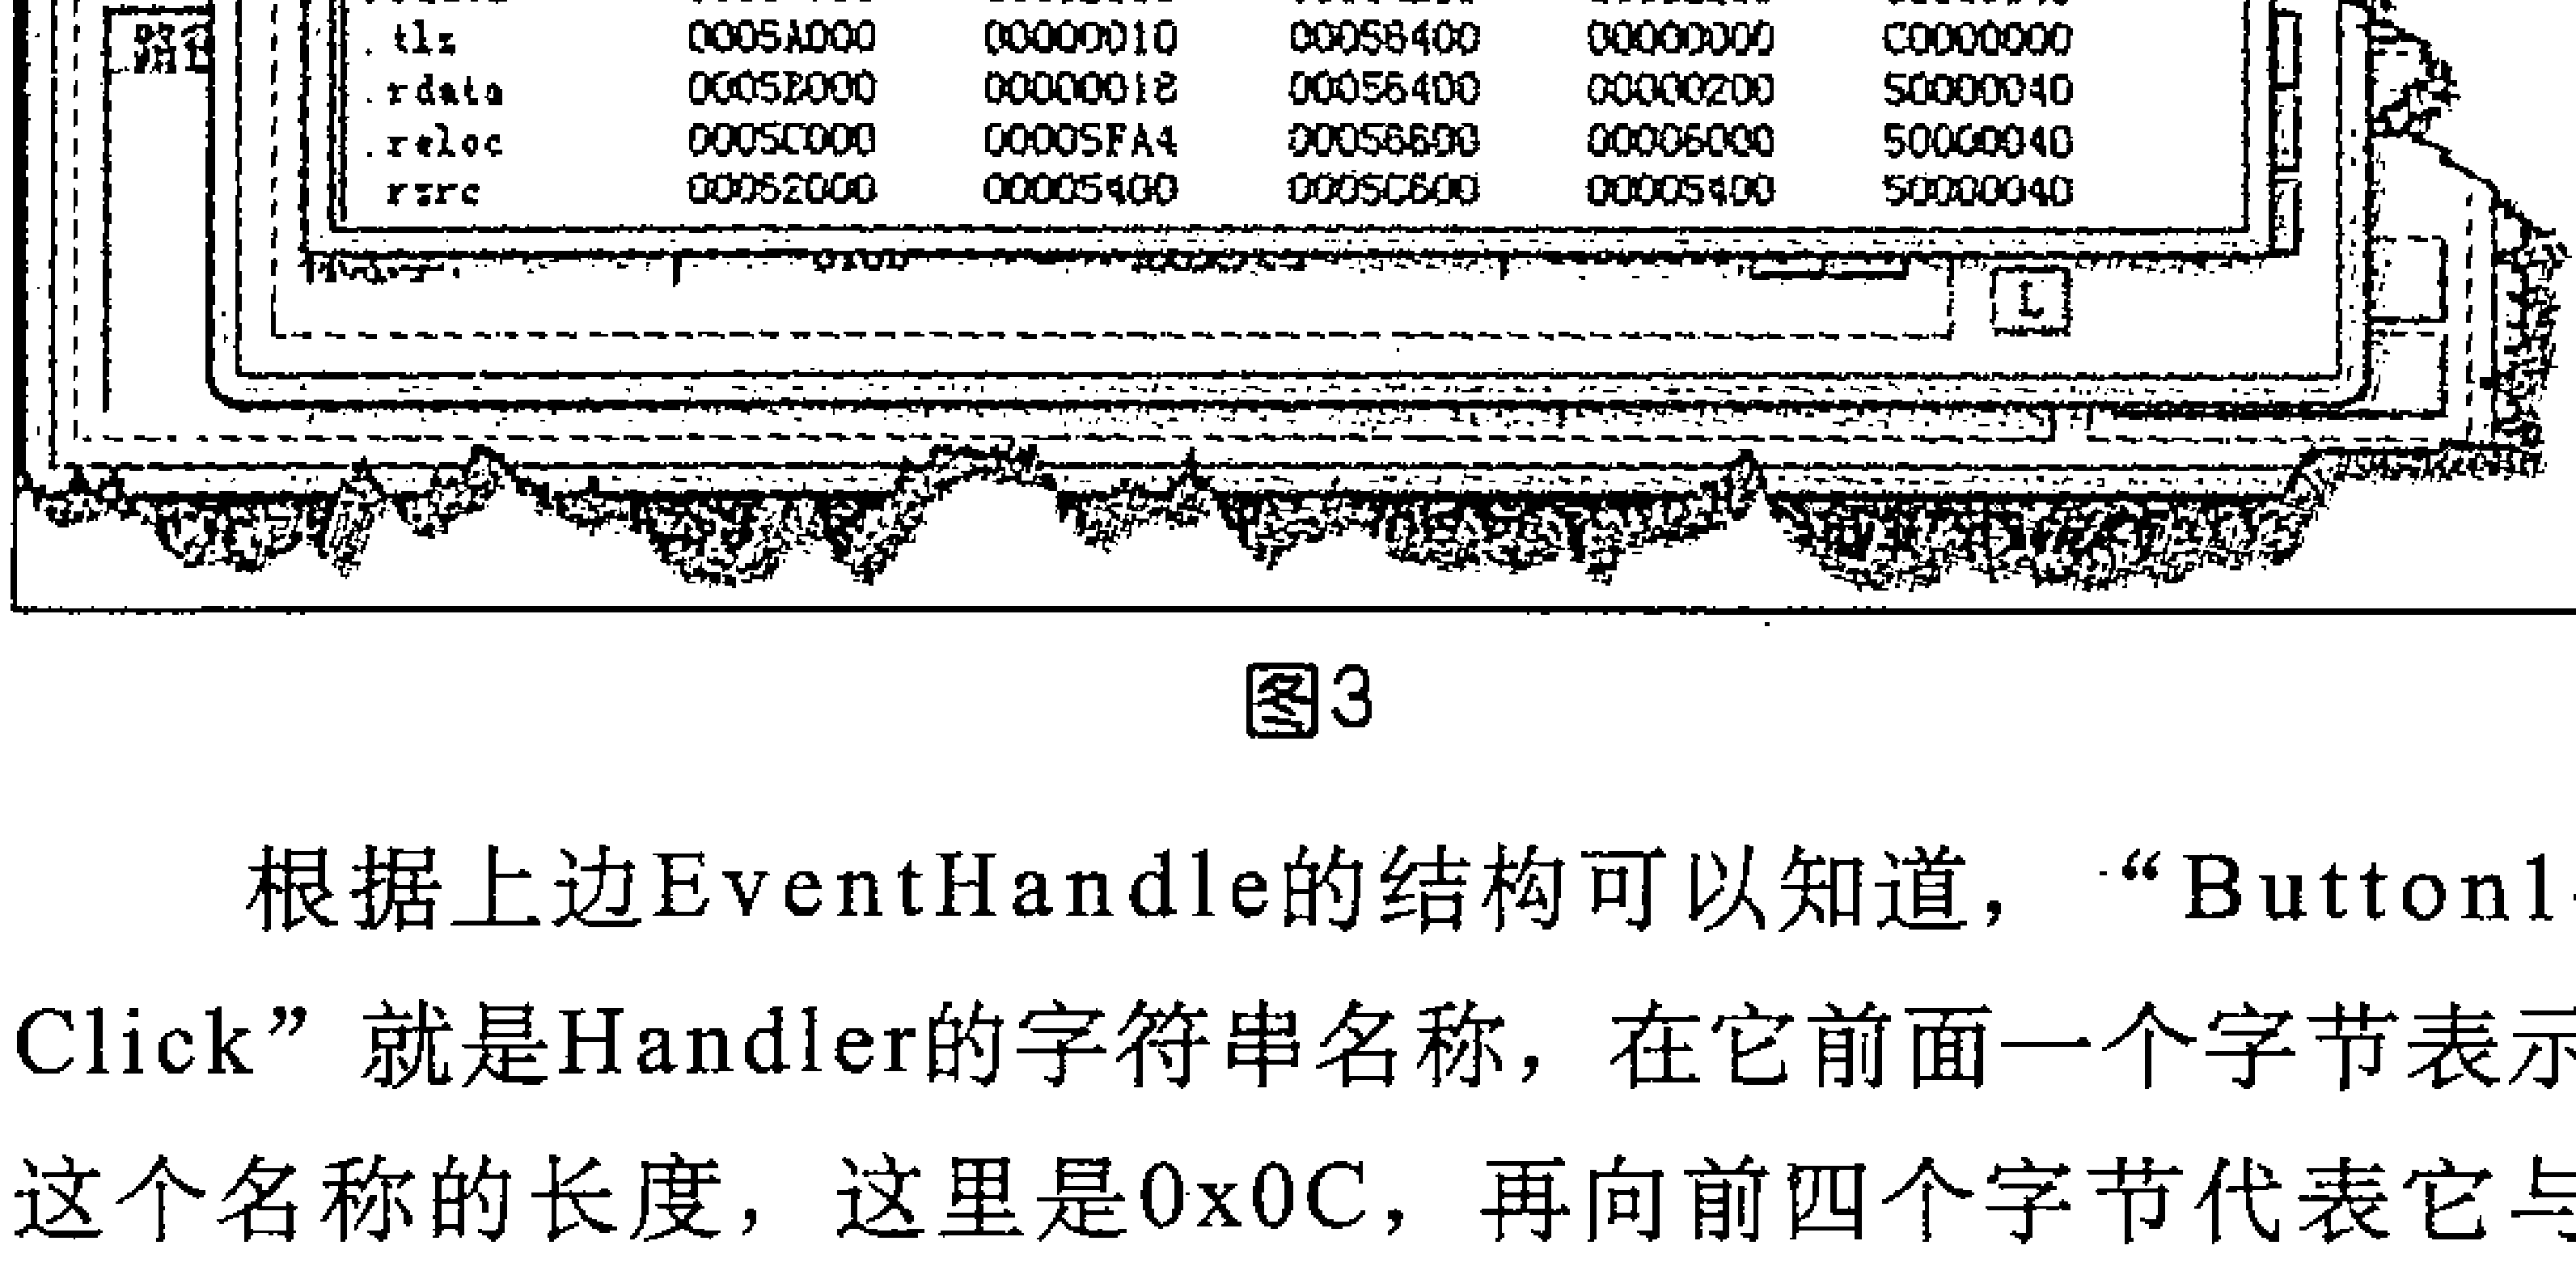 .tls 0005A000 00000010 00058400 00000000 C0000000
.rdata 0005B000 00000018 00058400 00000200 50000040
.reloc 0005C000 00005FA4 00058600 00006000 50000040
rsrc 00062000 00005400 0005C600 00005400 50000040
L
图3
根据上边EventHandle的结构可以知道，“Button1
Click”就是Handler的字符串名称，在它前面一个字节表示
这个名称的长度，这里是0x0C，再向前四个字节代表它与